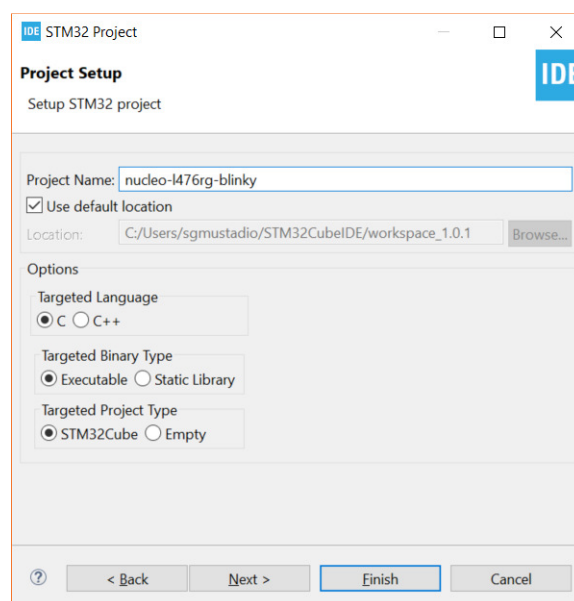 IDE STM32 Project
Project Setup
IDE
Setup STM32 project
Project Name: nucleo-l476rg-blinky
Use default location
Location: C:/Users/sgmustadio/STM32CubeIDE/workspace_1.0.1 Browse...
Options
Targeted Language
C C++
Targeted Binary Type
Executable Static Library
Targeted Project Type
STM32Cube Empty
? < Back Next > Finish Cancel